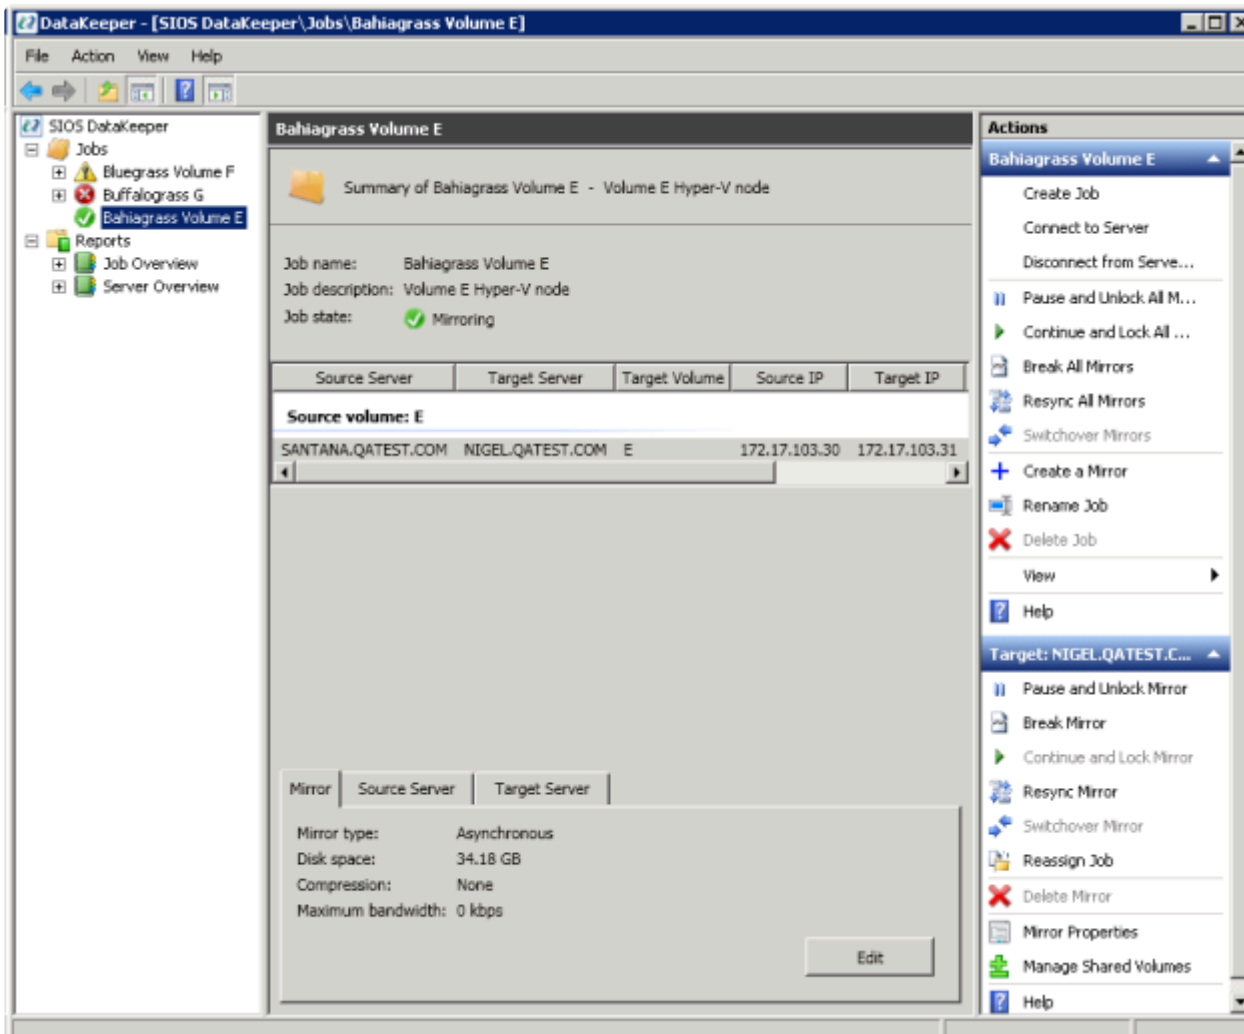 DataKeeper - [SIOS DataKeeper\Jobs\Bahiagrass Volume E]
File Action View Help
SIOS DataKeeper
Jobs
Bluegrass Volume F
Buffalograss G
Bahiagrass Volume E
Reports
Job Overview
Server Overview
Bahiagrass Volume E
Summary of Bahiagrass Volume E - Volume E Hyper-V node
Job name: Bahiagrass Volume E
Job description: Volume E Hyper-V node
Job state: Mirroring
Source Server Target Server Target Volume Source IP Target IP
Source volume: E
SANTANA.QATEST.COM NIGEL.QATEST.COM E 172.17.103.30 172.17.103.31
Mirror Source Server Target Server
Mirror type: Asynchronous
Disk space: 34.18 GB
Compression: None
Maximum bandwidth: 0 kbps
Edit
Actions
Bahiagrass Volume E
Create Job
Connect to Server
Disconnect from Serve...
Pause and Unlock All M...
Continue and Lock All ...
Break All Mirrors
Resync All Mirrors
Switchover Mirrors
Create a Mirror
Rename Job
Delete Job
View
Help
Target: NIGEL.QATEST.C...
Pause and Unlock Mirror
Break Mirror
Continue and Lock Mirror
Resync Mirror
Switchover Mirror
Reassign Job
Delete Mirror
Mirror Properties
Manage Shared Volumes
Help